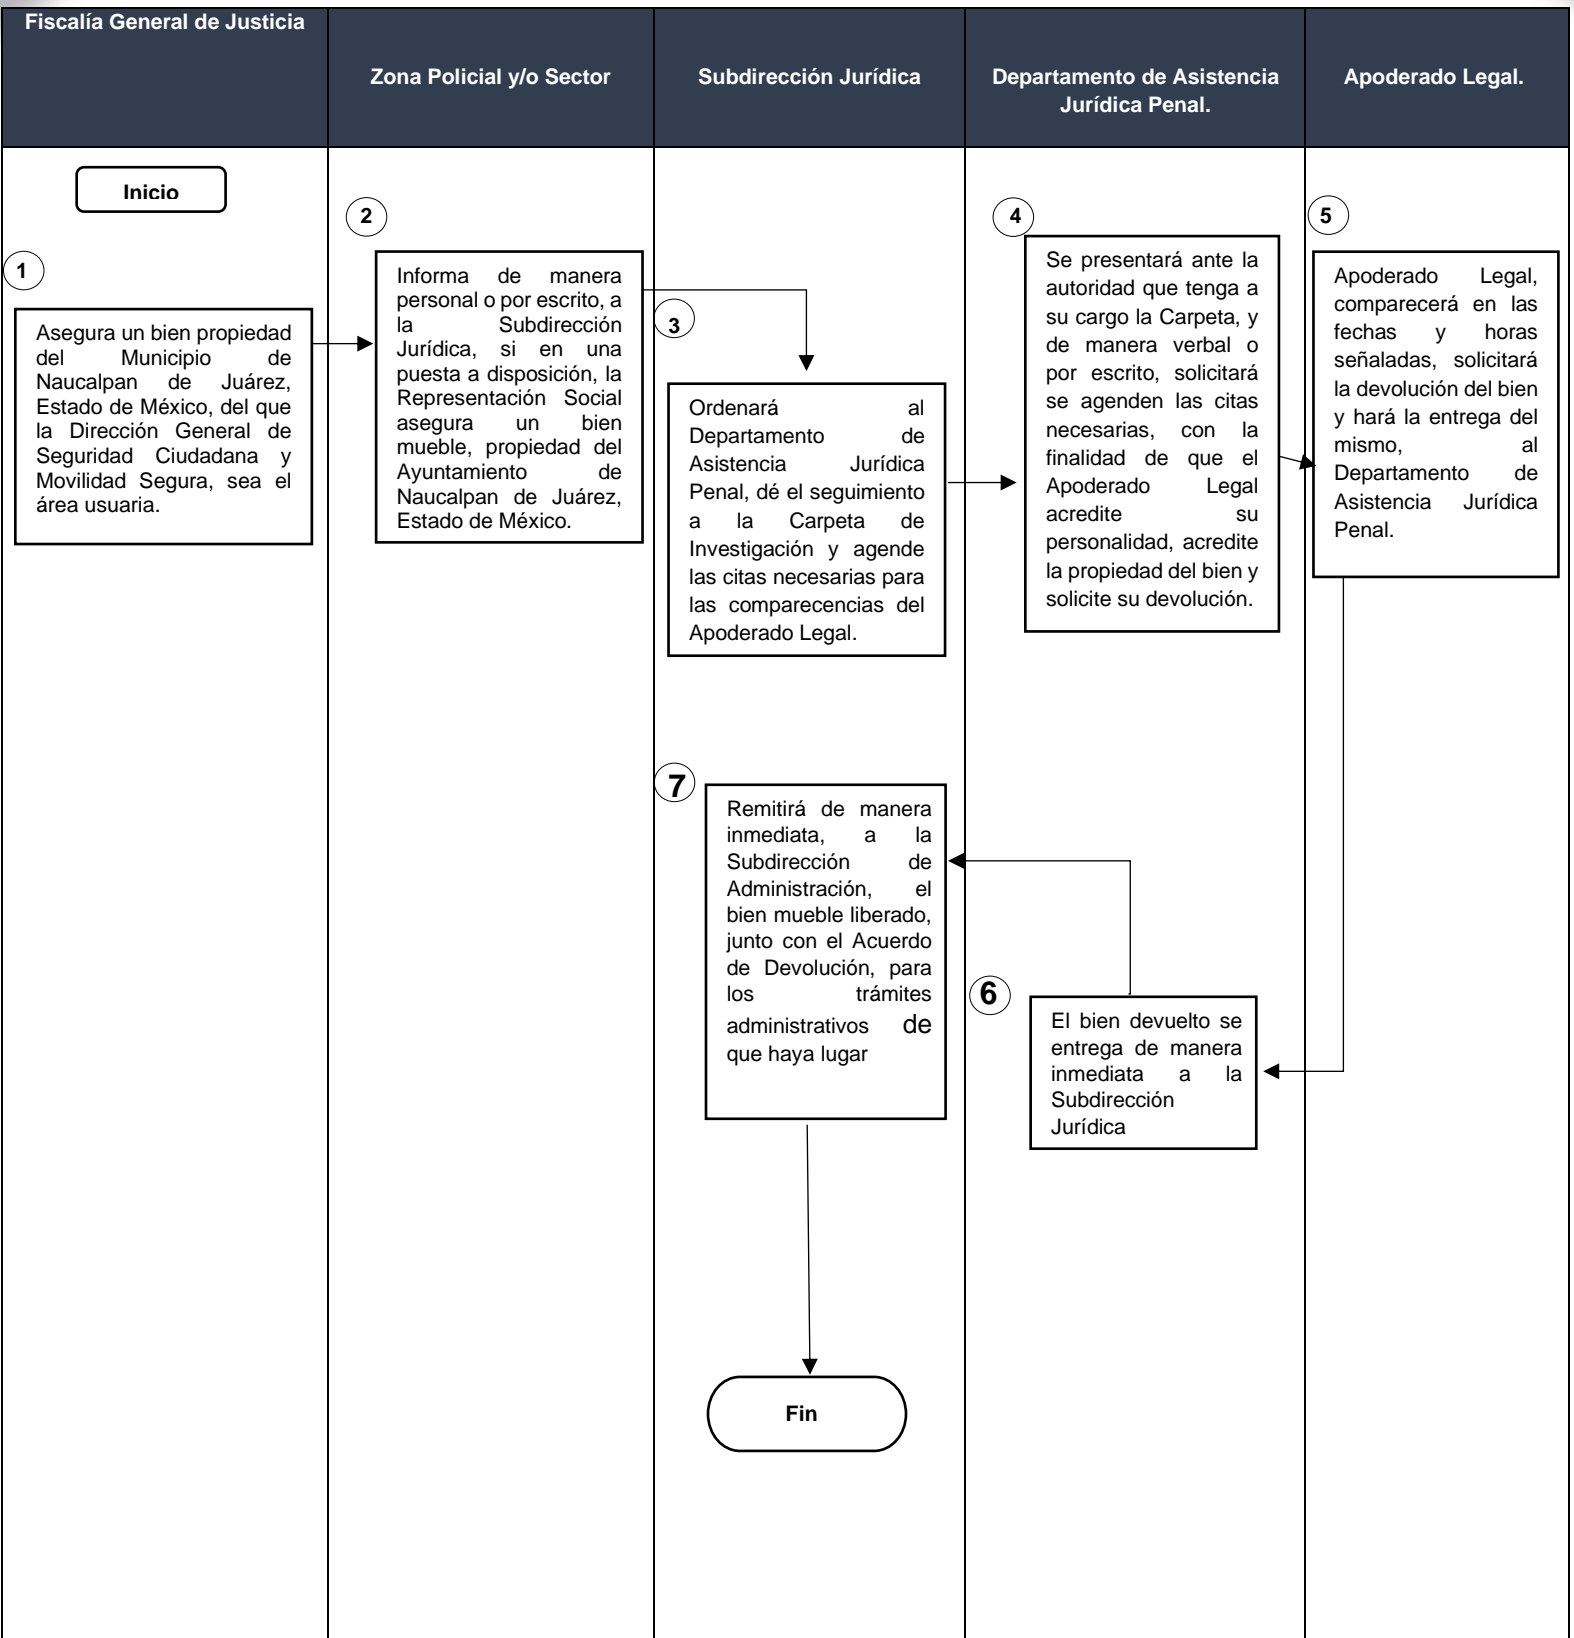 Fiscalía General de Justicia
Zona Policial y/o Sector
Subdirección Jurídica
Departamento de Asistencia
Jurídica Penal.
Apoderado Legal.
Inicio
1
Asegura un bien propiedad
del Municipio de
Naucalpan de Juárez,
Estado de México, del que
la Dirección General de
Seguridad Ciudadana y
Movilidad Segura, sea el
área usuaria.
2
Informa de manera
personal o por escrito, a
la Subdirección
Jurídica, si en una
puesta a disposición, la
Representación Social
asegura un bien
mueble, propiedad del
Ayuntamiento de
Naucalpan de Juárez,
Estado de México.
3
Ordenará al
Departamento de
Asistencia Jurídica
Penal, dé el seguimiento
a la Carpeta de
Investigación y agende
las citas necesarias para
las comparecencias del
Apoderado Legal.
4
Se presentará ante la
autoridad que tenga a
su cargo la Carpeta, y
de manera verbal o
por escrito, solicitará
se agenden las citas
necesarias, con la
finalidad de que el
Apoderado Legal
acredite su
personalidad, acredite
la propiedad del bien y
solicite su devolución.
5
Apoderado Legal,
comparecerá en las
fechas y horas
señaladas, solicitará
la devolución del bien
y hará la entrega del
mismo, al
Departamento de
Asistencia Jurídica
Penal.
6
El bien devuelto se
entrega de manera
inmediata a la
Subdirección
Jurídica
7
Remitirá de manera
inmediata, a la
Subdirección de
Administración, el
bien mueble liberado,
junto con el Acuerdo
de Devolución, para
los trámites
administrativos de
que haya lugar
Fin